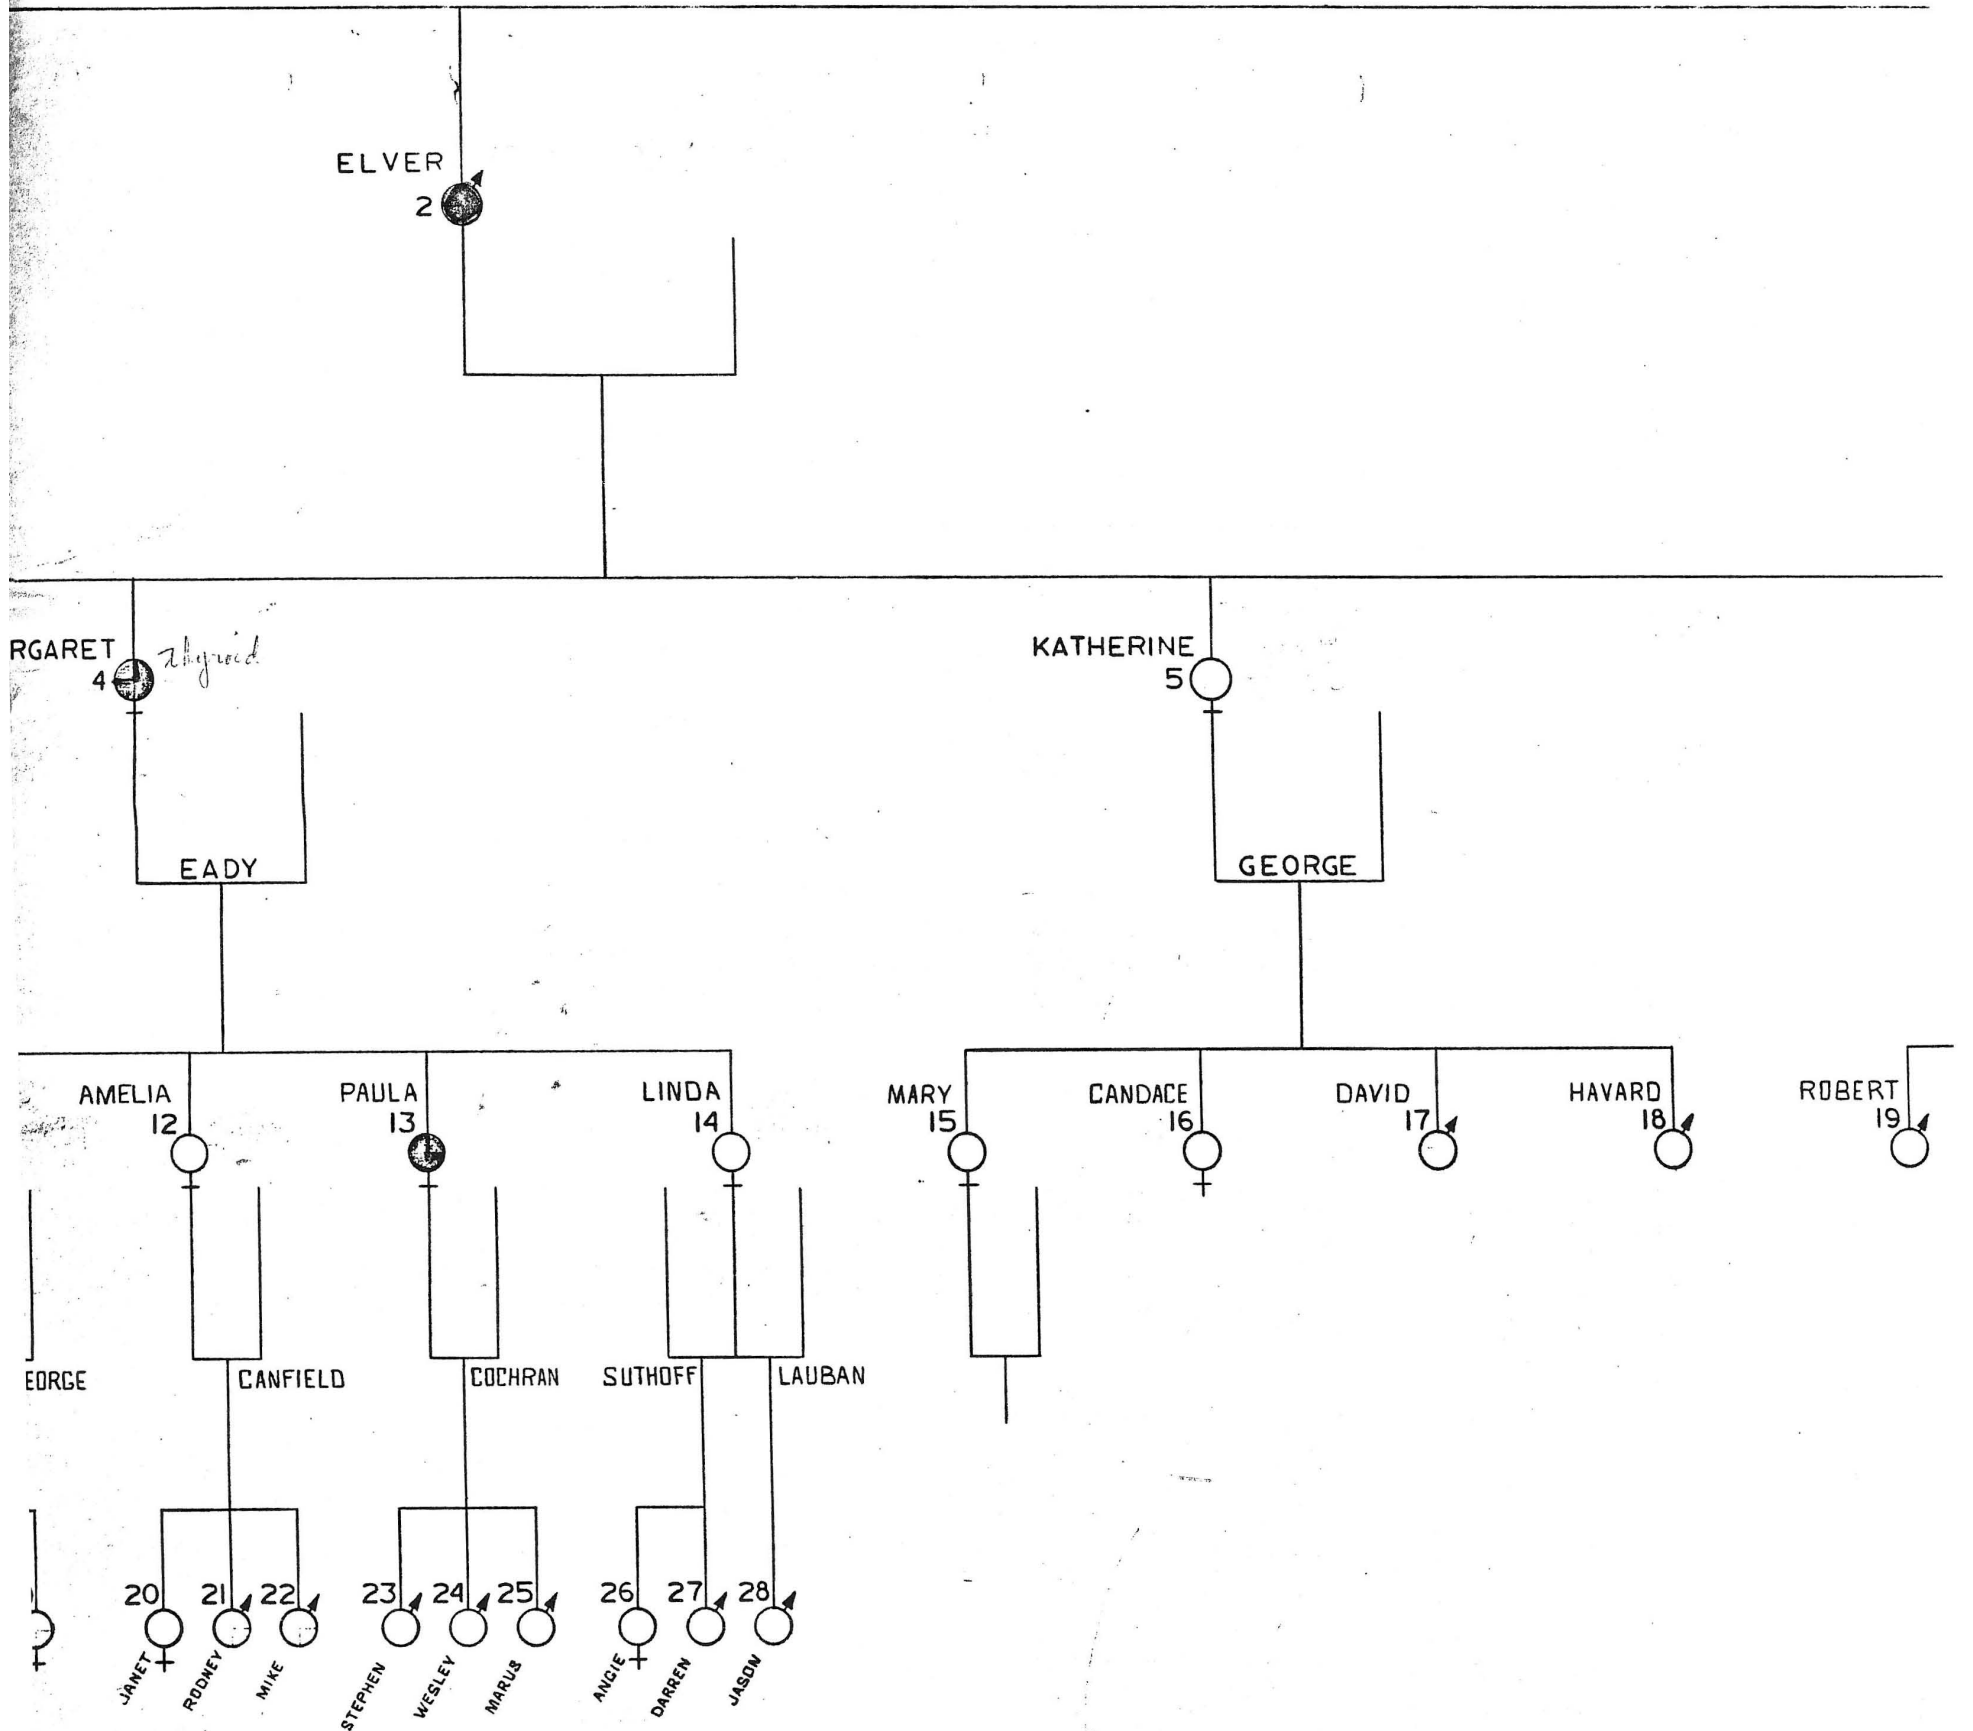 ELVER
2
RGARET
4
thyroid
KATHERINE
5
EADY
GEORGE
AMELIA
12
PAULA
13
LINDA
14
MARY
15
CANDACE
16
DAVID
17
HAVARD
18
ROBERT
19
EORGE
CANFIELD
COCHRAN
SUTHOFF
LAUBAN
20
21
22
23
24
25
26
27
28
JANET
RODNEY
MIKE
STEPHEN
WESLEY
MARUS
ANGIE
DARREN
JASON